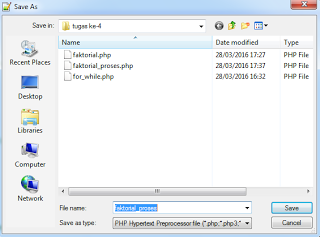 Save As
Save in: tugas ke-4
Name Date modified Type
faktorial.php 28/03/2016 17:27 PHP File
faktorial_proses.php 28/03/2016 17:37 PHP File
for_while.php 28/03/2016 16:32 PHP File
Recent Places
Desktop
Libraries
Computer
Network
File name: faktorial_proses Save
Save as type: PHP Hypertext Preprocessor file (*.php;*.php3;* Cancel